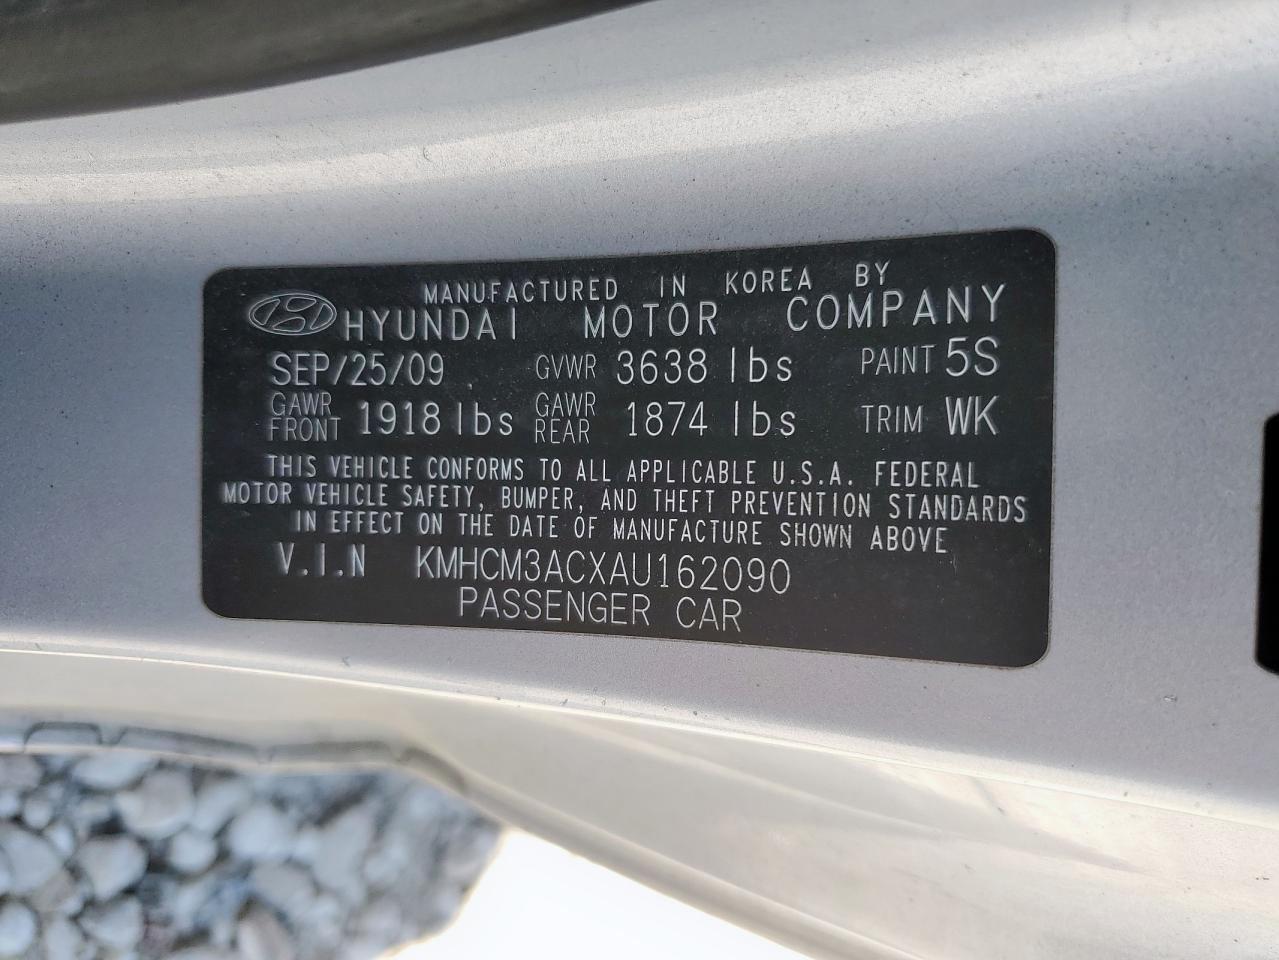 MANUFACTURED IN KOREA BY
HYUNDAI MOTOR COMPANY
SEP/25/09 GVWR 3638 lbs PAINT 5S
GAWR FRONT 1918 lbs GAWR REAR 1874 lbs TRIM WK
THIS VEHICLE CONFORMS TO ALL APPLICABLE U.S.A. FEDERAL
MOTOR VEHICLE SAFETY, BUMPER, AND THEFT PREVENTION STANDARDS
IN EFFECT ON THE DATE OF MANUFACTURE SHOWN ABOVE
V.I.N KMHCM3ACXAU162090
PASSENGER CAR